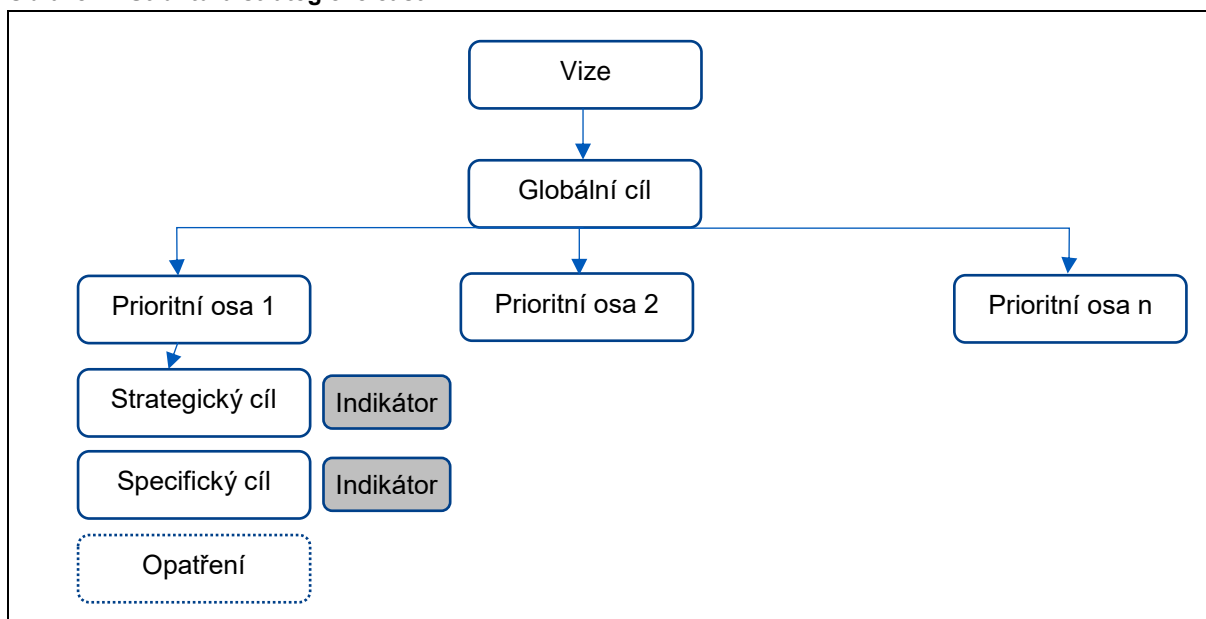 Vize
Globální cíl
Prioritní osa 1
Prioritní osa 2
Prioritní osa n
Strategický cíl
Indikátor
Specifický cíl
Indikátor
Opatření